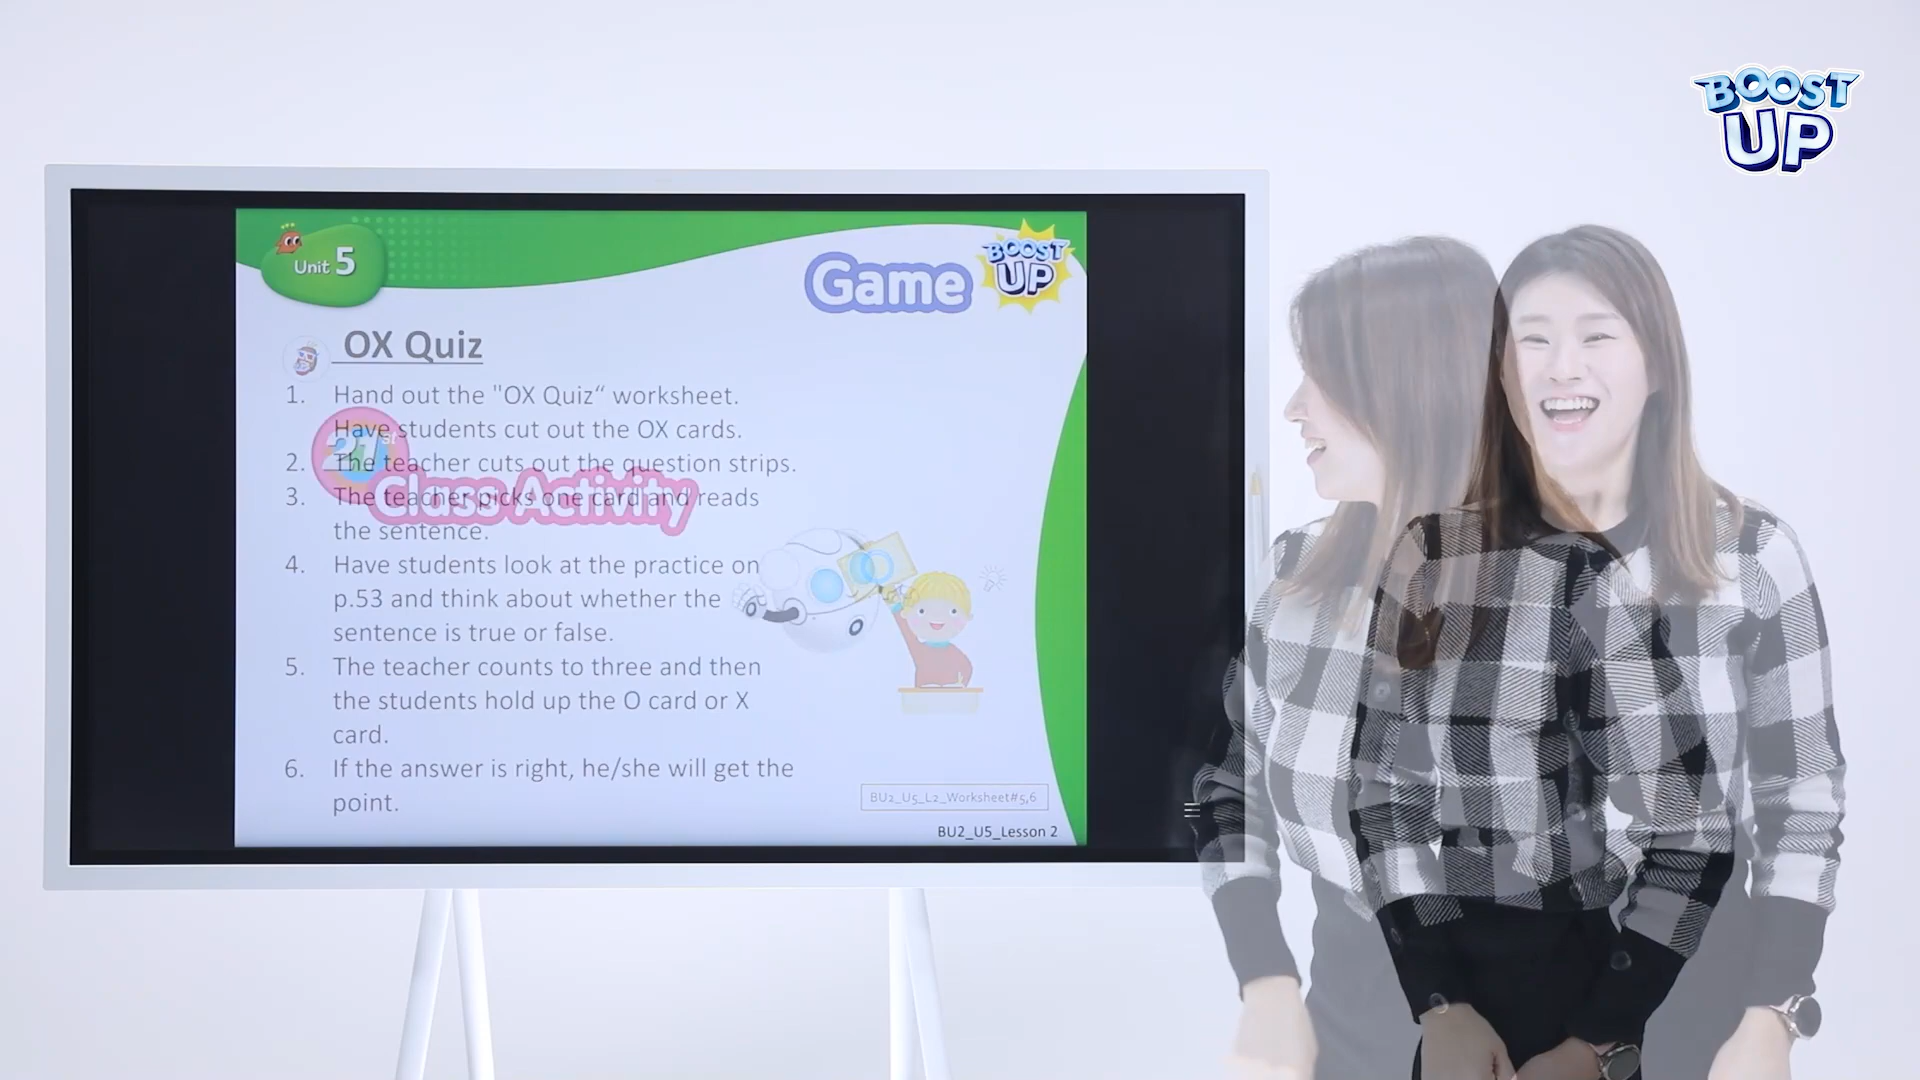 BOOST
UP
Unit 5
Game
BOOST
UP
OX Quiz
1. Hand out the "OX Quiz“ worksheet.
Have students cut out the OX cards.
2. The teacher cuts out the question strips.
3. The teacher picks one card and reads
the sentence.
21st
Class Activity
4. Have students look at the practice on
p.53 and think about whether the
sentence is true or false.
5. The teacher counts to three and then
the students hold up the O card or X
card.
6. If the answer is right, he/she will get the
point.
BU2_U5_L2_Worksheet#5,6
BU2_U5_Lesson 2